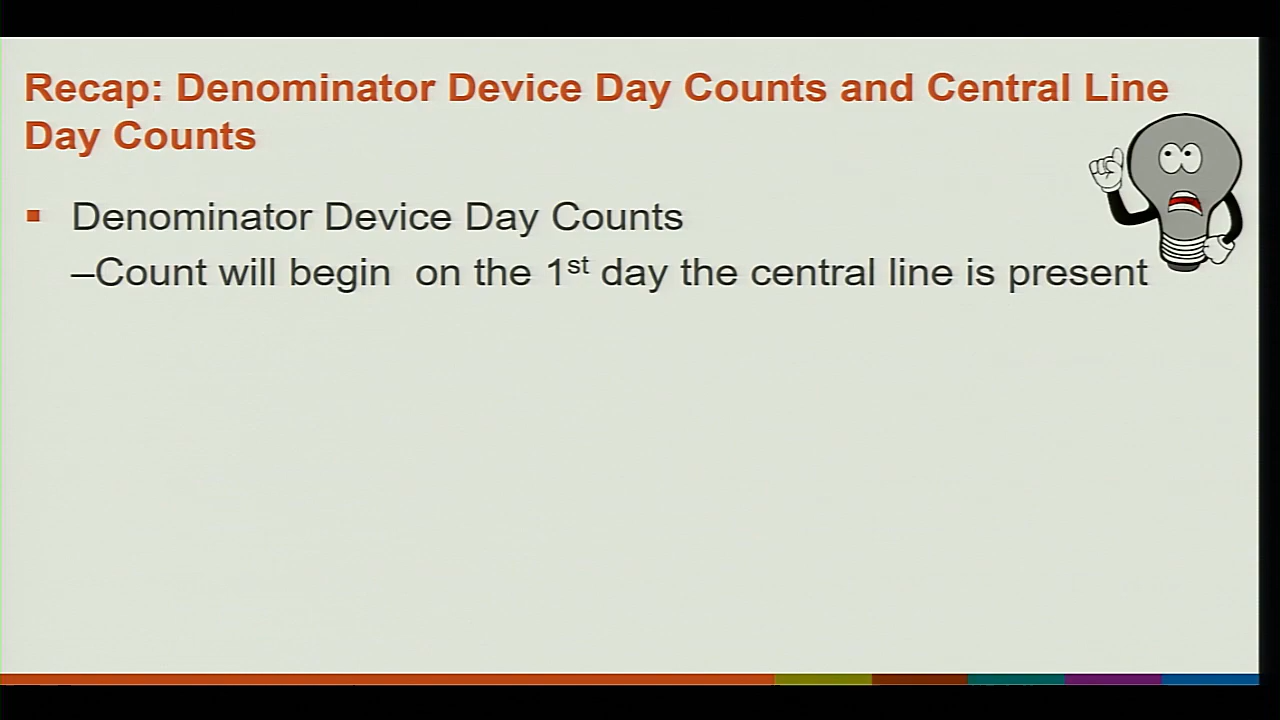 Recap: Denominator Device Day Counts and Central Line
Day Counts
▪ Denominator Device Day Counts
–Count will begin  on the 1st day the central line is present